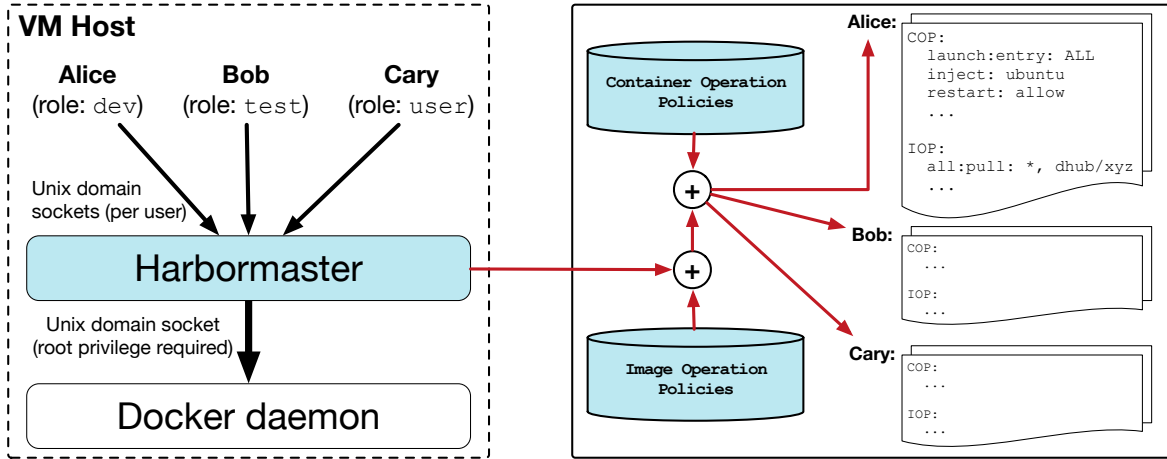 VM Host
Alice
(role: dev)
Bob
(role: test)
Cary
(role: user)
Unix domain
sockets (per user)
Harbormaster
Unix domain socket
(root privilege required)
Docker daemon
Container Operation
Policies
+
+
Image Operation
Policies
Alice:
COP:
launch:entry: ALL
inject: ubuntu
restart: allow
...
IOP:
all:pull: *, dhub/xyz
...
Bob:
COP:
...
IOP:
...
Cary:
COP:
...
IOP:
...